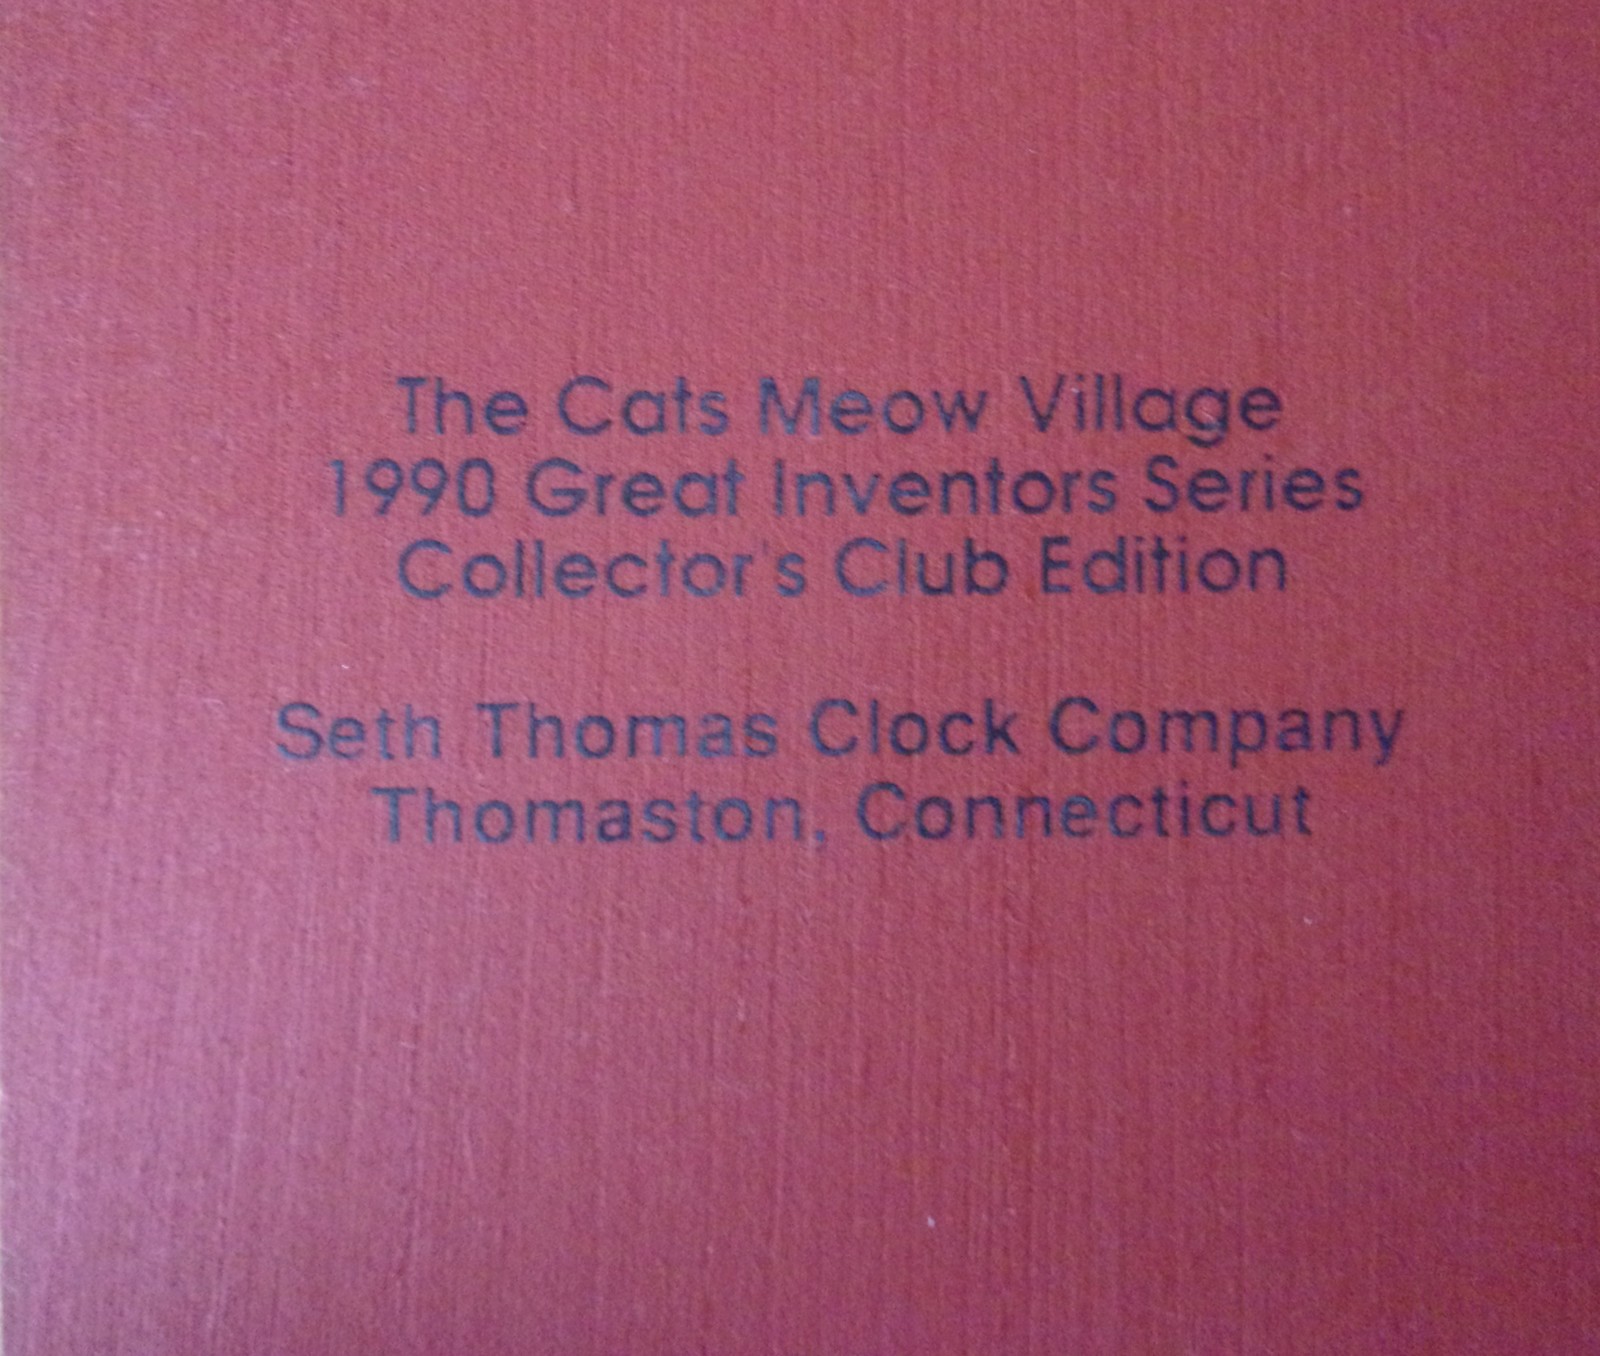 The Cats Meow Village
1990 Great Inventors Series
Collector's Club Edition
Seth Thomas Clock Company
Thomaston, Connecticut